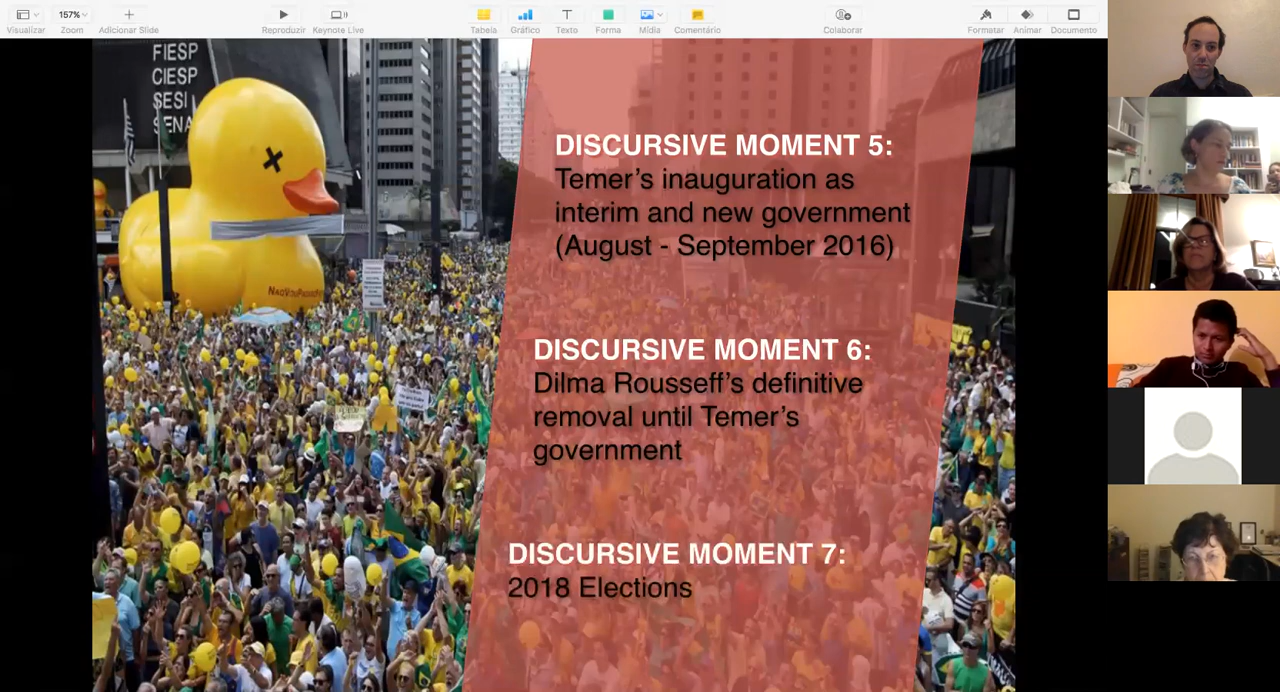 157%
Visualizar
Zoom
Adicionar Slide
Reproduzir
Keynote Live
Tabela
Gráfico
Texto
Forma
Mídia
Comentário
Colaborar
Formatar
Animar
Documento
FIESP
CIESP
SESI
SENA
DISCURSIVE MOMENT 5:
Temer’s inauguration as
interim and new government
(August - September 2016)
DISCURSIVE MOMENT 6:
Dilma Rousseff’s definitive
removal until Temer’s
government
DISCURSIVE MOMENT 7:
2018 Elections